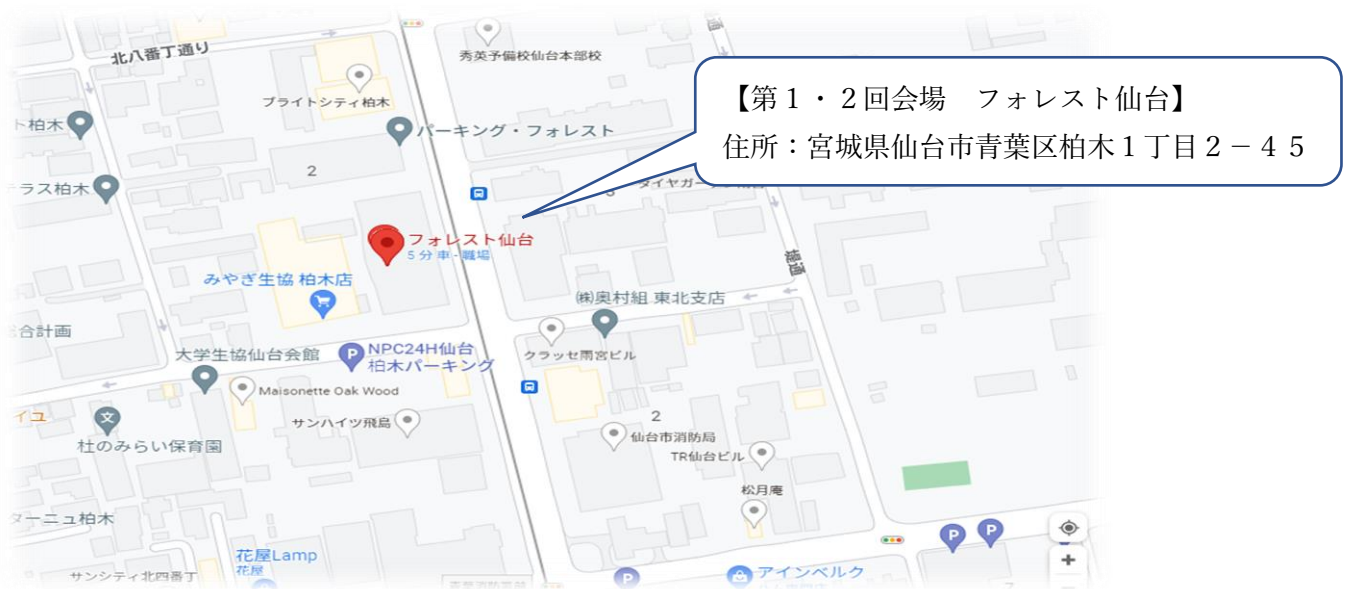 北八番丁通り
秀英予備校仙台本部校
ブライトシティ柏木
パーキング・フォレスト
ト柏木
2
ラス柏木
【第１・２回会場　フォレスト仙台】
住所：宮城県仙台市青葉区柏木１丁目２－４５
フォレスト仙台
5 分 車 - 職場
みやぎ生協 柏木店
堤通
㈱奥村組 東北支店
総合計画
大学生協仙台会館
P
NPC24H仙台
柏木パーキング
クラッセ雨宮ビル
Maisonette Oak Wood
イユ
文
杜のみらい保育園
サンハイツ飛鳥
2
仙台市消防局
TR仙台ビル
松月庵
ターニュ柏木
P
P
花屋Lamp
花屋
サンシティ北四番丁
P
アインベルク
+